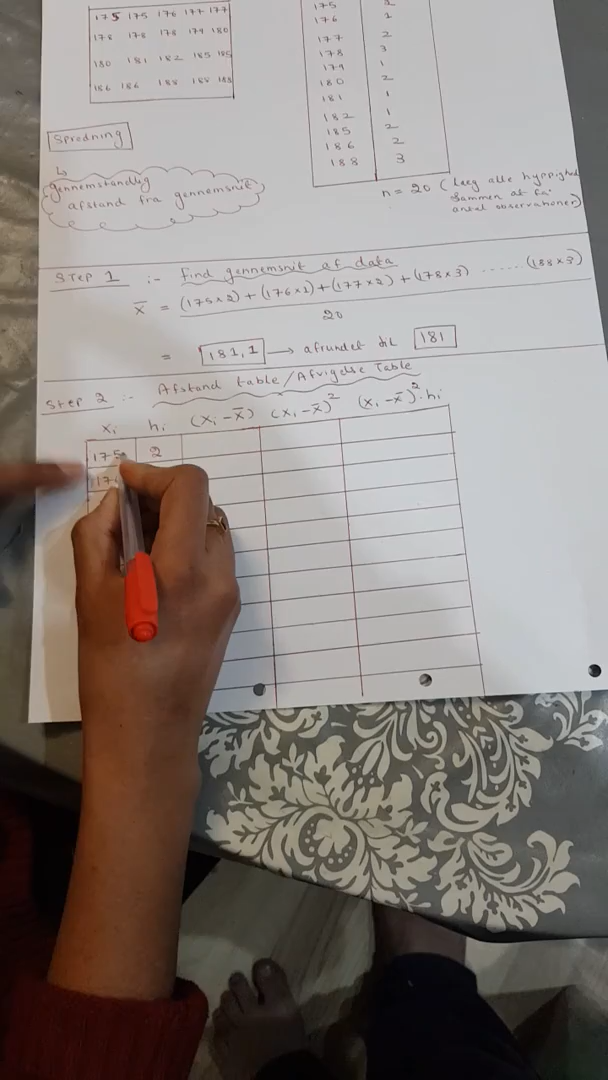 175 175 176 177 177
178 178 178 179 180
180 181 182 185 185
186 186 188 188 188
175 2
176 1
177 2
178 3
179 1
180 2
181 1
182 1
185 2
186 2
188 3
n = 20 (Læg alle hyppighed
sammen at få
antal observationer)
Spredning
↳ gennemstandlig
afstand fra gennemsnit
Step 1 :- find gennemsnit af data
x̄ = (175×2) + (176×1) + (177×2) + (178×3) ...... (188×3)
20
= 181,1 → afrundet til 181
Step 2 :- Afstand table/Afvigelse Table
xi hi (xi - x̄) (xi - x̄)² (xi - x̄)²·hi
175 2